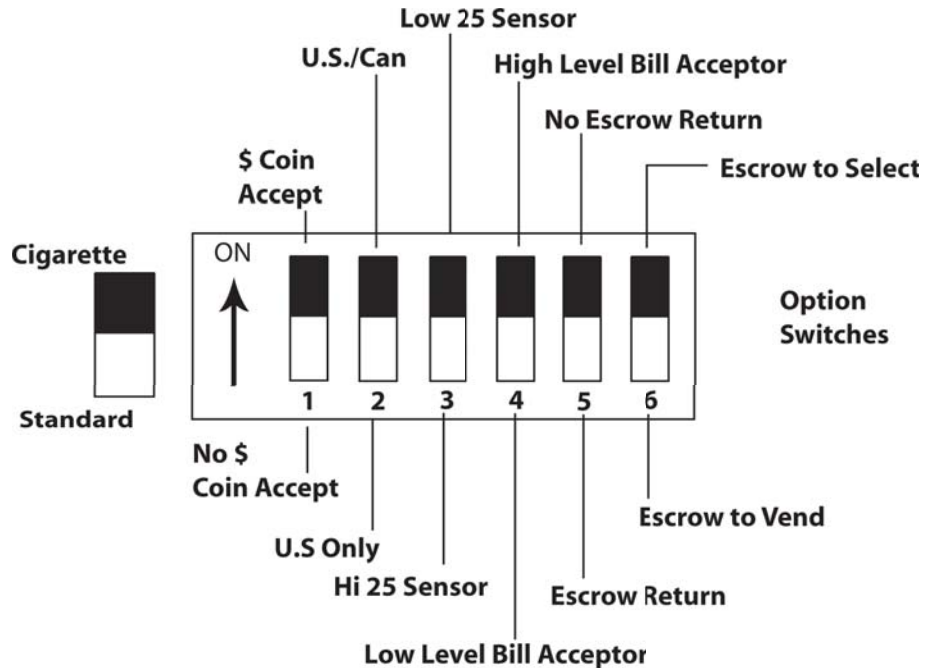 Low 25 Sensor
U.S./Can
High Level Bill Acceptor
No Escrow Return
$ Coin
Accept
Escrow to Select
Cigarette
ON
Option
Switches
1 2 3 4 5 6
Standard
No $
Coin Accept
Escrow to Vend
U.S Only
Hi 25 Sensor
Escrow Return
Low Level Bill Acceptor